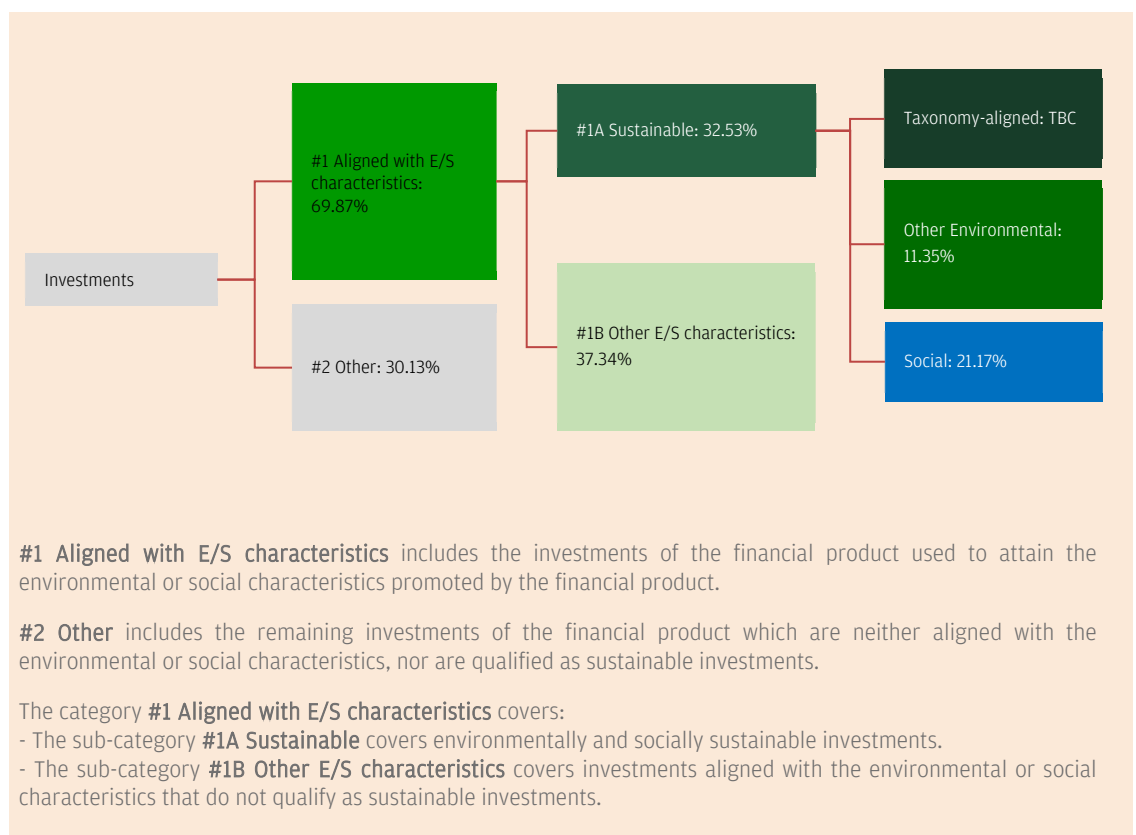 Investments
#1 Aligned with E/S
characteristics:
69.87%
#2 Other: 30.13%
#1A Sustainable: 32.53%
#1B Other E/S characteristics:
37.34%
Taxonomy-aligned: TBC
Other Environmental:
11.35%
Social: 21.17%
#1 Aligned with E/S characteristics includes the investments of the financial product used to attain the
environmental or social characteristics promoted by the financial product.
#2 Other includes the remaining investments of the financial product which are neither aligned with the
environmental or social characteristics, nor are qualified as sustainable investments.
The category #1 Aligned with E/S characteristics covers:
- The sub-category #1A Sustainable covers environmentally and socially sustainable investments.
- The sub-category #1B Other E/S characteristics covers investments aligned with the environmental or social
characteristics that do not qualify as sustainable investments.